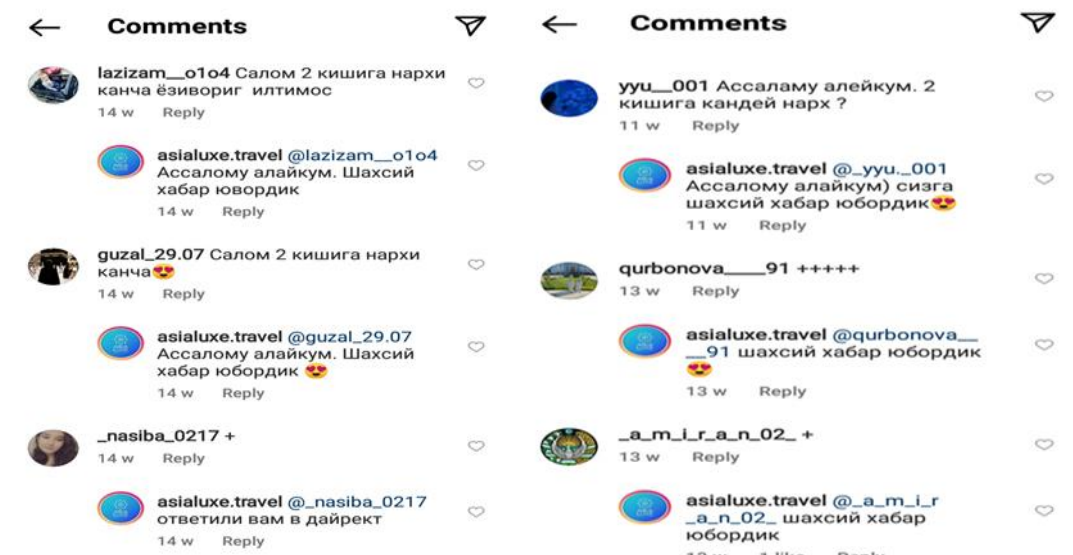 Comments
lazizam__o1o4 Салом 2 кишига нархи
канча ёзивориг илтимос
14 w Reply
asialuxe.travel @lazizam__o1o4
Ассалому алайкум. Шахсий
хабар ювордик
14 w Reply
guzal_29.07 Салом 2 кишига нархи
канча😍
14 w Reply
asialuxe.travel @guzal_29.07
Ассалому алайкум. Шахсий
хабар юбордик 😍
14 w Reply
_nasiba_0217 +
14 w Reply
asialuxe.travel @_nasiba_0217
ответили вам в дайрект
14 w Reply
Comments
yyu__001 Ассаламу алейкум. 2
кишига кандей нарх ?
11 w Reply
asialuxe.travel @_yyu._001
Ассалому алайкум) сизга
шахсий хабар юбордик😍
11 w Reply
qurbonova____91 +++++
13 w Reply
asialuxe.travel @qurbonova__
__91 шахсий хабар юбордик
😍
13 w Reply
_a_m_i_r_a_n_02_ +
13 w Reply
asialuxe.travel @_a_m_i_r
_a_n_02_ шахсий хабар
юбордик